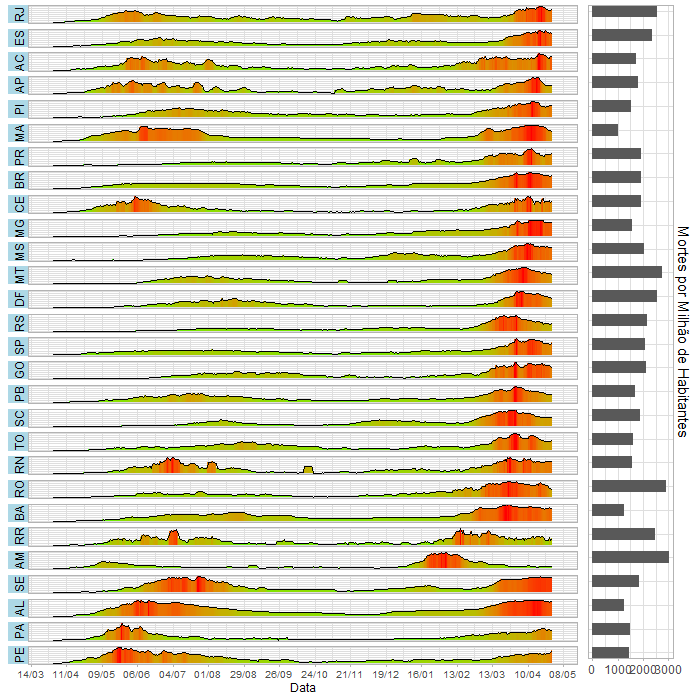 RJ
ES
AC
AP
PI
MA
PR
BR
CE
MG
MS
MT
DF
RS
SP
GO
PB
SC
TO
RN
RO
BA
RR
AM
SE
AL
PA
PE
14/03 11/04 09/05 06/06 04/07 01/08 29/08 26/09 24/10 21/11 19/12 16/01 13/02 13/03 10/04 08/05
Data
0 1000 2000 3000
Mortes por Milhão de Habitantes